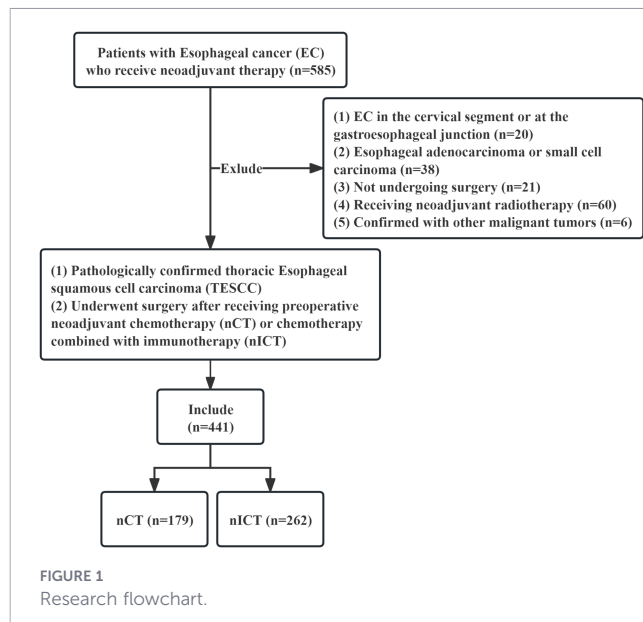 Patients with Esophageal cancer (EC)
who receive neoadjuvant therapy (n=585)
Exlude
(1) EC in the cervical segment or at the
gastroesophageal junction (n=20)
(2) Esophageal adenocarcinoma or small cell
carcinoma (n=38)
(3) Not undergoing surgery (n=21)
(4) Receiving neoadjuvant radiotherapy (n=60)
(5) Confirmed with other malignant tumors (n=6)
(1) Pathologically confirmed thoracic Esophageal
squamous cell carcinoma (TESCC)
(2) Underwent surgery after receiving preoperative
neoadjuvant chemotherapy (nCT) or chemotherapy
combined with immunotherapy (nICT)
Include
(n=441)
nCT (n=179)
nICT (n=262)
FIGURE 1
Research flowchart.